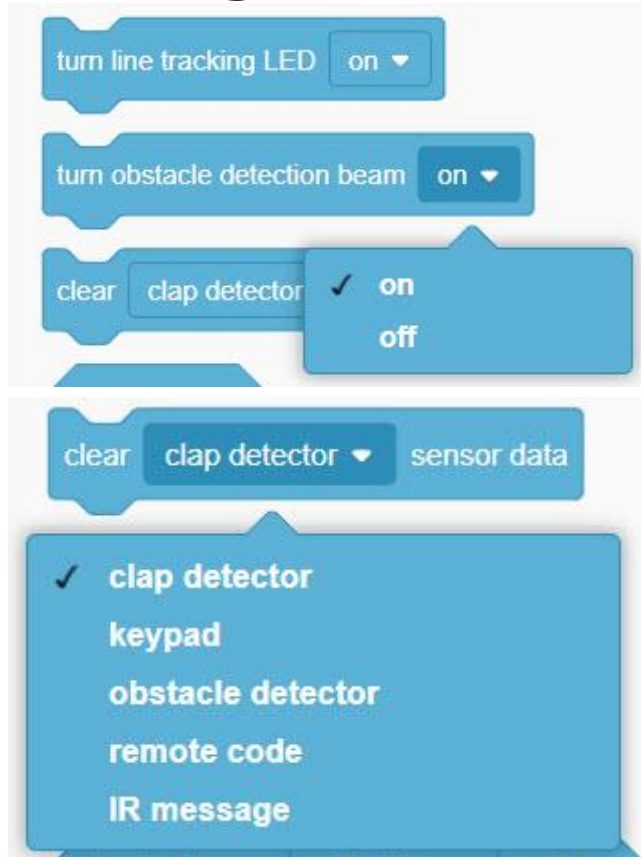 turn line tracking LED on
turn obstacle detection beam on
clear clap detector
on
off
clear clap detector sensor data
clap detector
keypad
obstacle detector
remote code
IR message